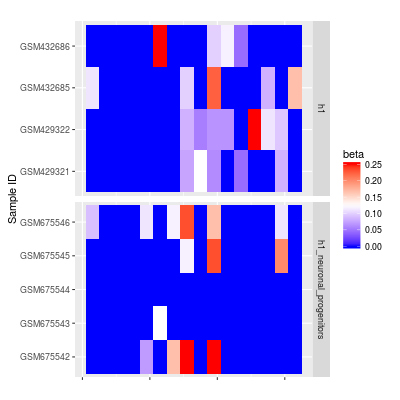 GSM432686
GSM432685
GSM429322
GSM429321
h1
GSM675546
GSM675545
GSM675544
GSM675543
GSM675542
h1_neuronal_progenitors
Sample ID
beta
0.25
0.20
0.15
0.10
0.05
0.00